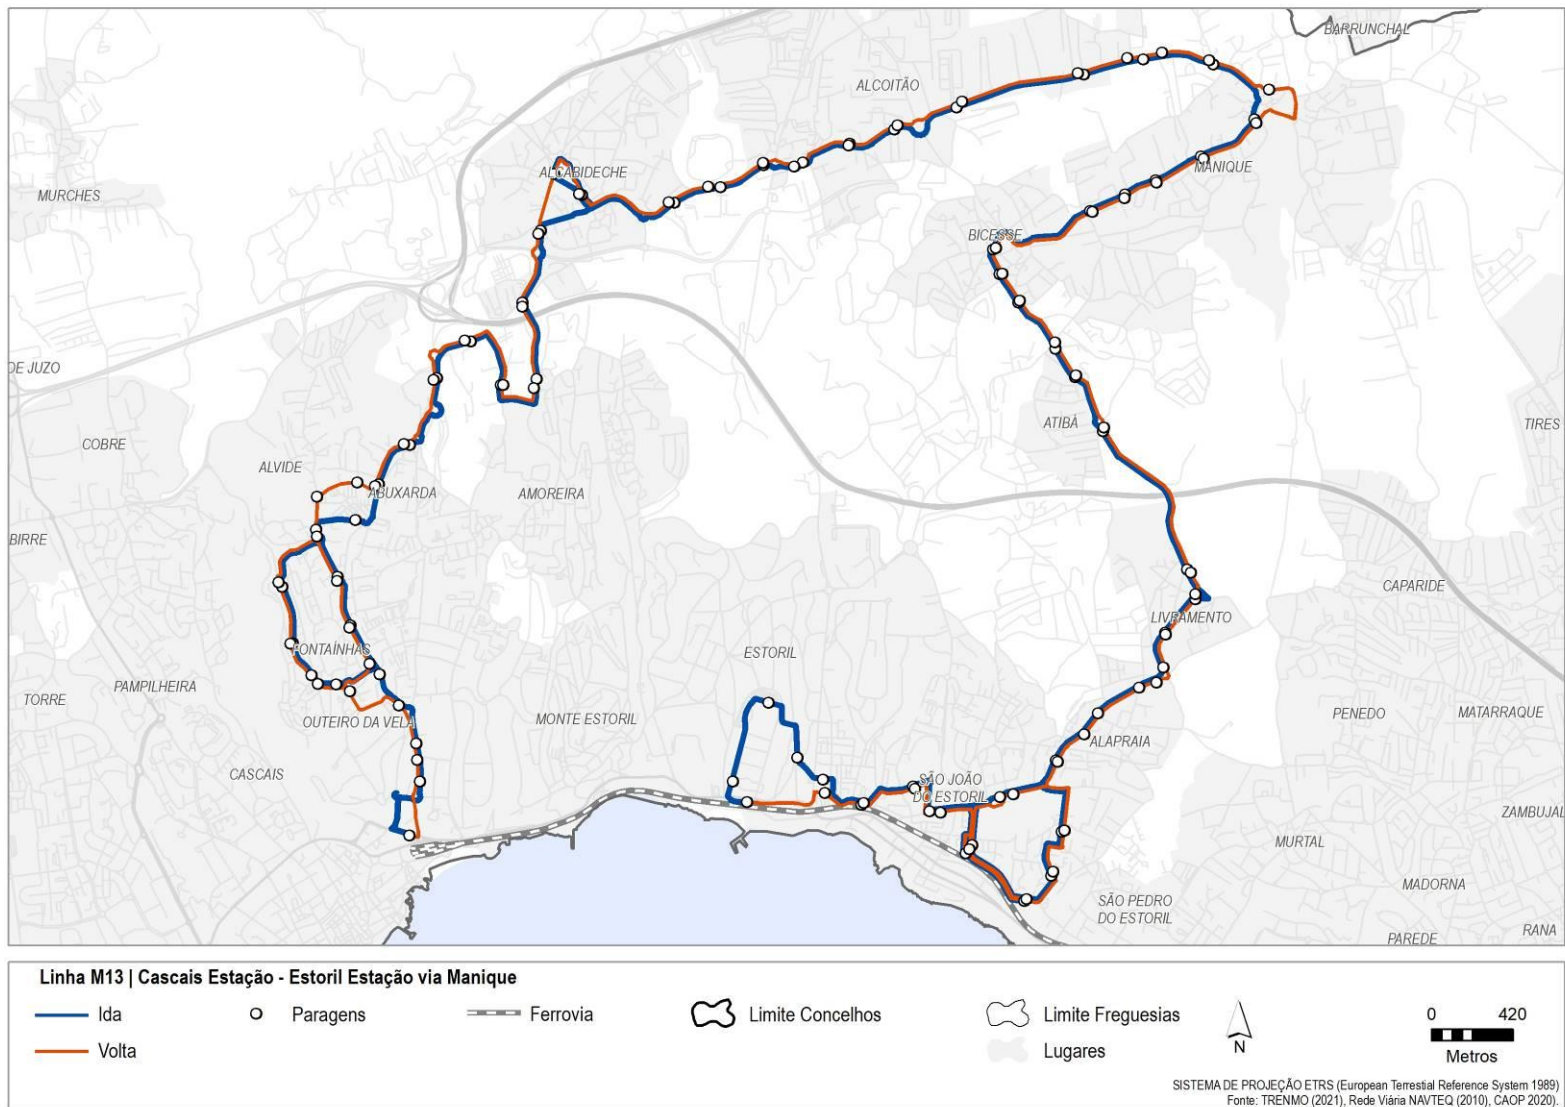 BARRUNCHAL
ALCOITÃO
ALCABIDECHE
MANIQUE
MURCHES
BICESSE
DE JUZO
ATIBÁ
TIRES
COBRE
ALVIDE
ABUXARDA
AMOREIRA
BIRRE
CAPARIDE
LIVRAMENTO
FONTAÍNHAS
ESTORIL
PAMPILHEIRA
TORRE
OUTEIRO DA VELA
MONTE ESTORIL
PENEDO
MATARRAQUE
ALAPRAIA
CASCAIS
SÃO JOÃO
DO ESTORIL
ZAMBUJAL
MURTAL
MADORNA
SÃO PEDRO
DO ESTORIL
RANA
PAREDE
Linha M13 | Cascais Estação - Estoril Estação via Manique
Ida
Paragens
Ferrovia
Limite Concelhos
Limite Freguesias
0 420
Volta
Lugares
N
Metros
SISTEMA DE PROJEÇÃO ETRS (European Terrestial Reference System 1989)
Fonte: TRENMO (2021), Rede Viária NAVTEQ (2010), CAOP 2020).